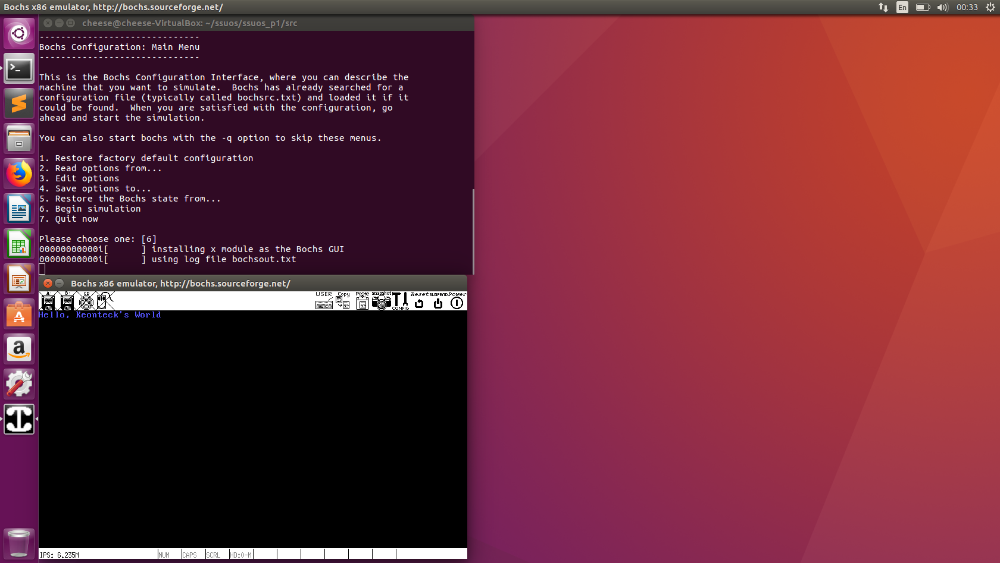 Bochs x86 emulator, http://bochs.sourceforge.net/
En
00:33
cheese@cheese-VirtualBox: ~/ssuos/ssuos_p1/src
------------------------------
Bochs Configuration: Main Menu
------------------------------
This is the Bochs Configuration Interface, where you can describe the
machine that you want to simulate.  Bochs has already searched for a
configuration file (typically called bochsrc.txt) and loaded it if it
could be found.  When you are satisfied with the configuration, go
ahead and start the simulation.
You can also start bochs with the -q option to skip these menus.
1. Restore factory default configuration
2. Read options from...
3. Edit options
4. Save options to...
5. Restore the Bochs state from...
6. Begin simulation
7. Quit now
Please choose one: [6]
00000000000i[      ] installing x module as the Bochs GUI
00000000000i[      ] using log file bochsout.txt
Bochs x86 emulator, http://bochs.sourceforge.net/
A: B: CD USER Copy Paste snapshot CONFIG Reset SUSPEND Power
Hello, Keonteck's World
IPS: 6.235M NUM CAPS SCRL HD:0-M